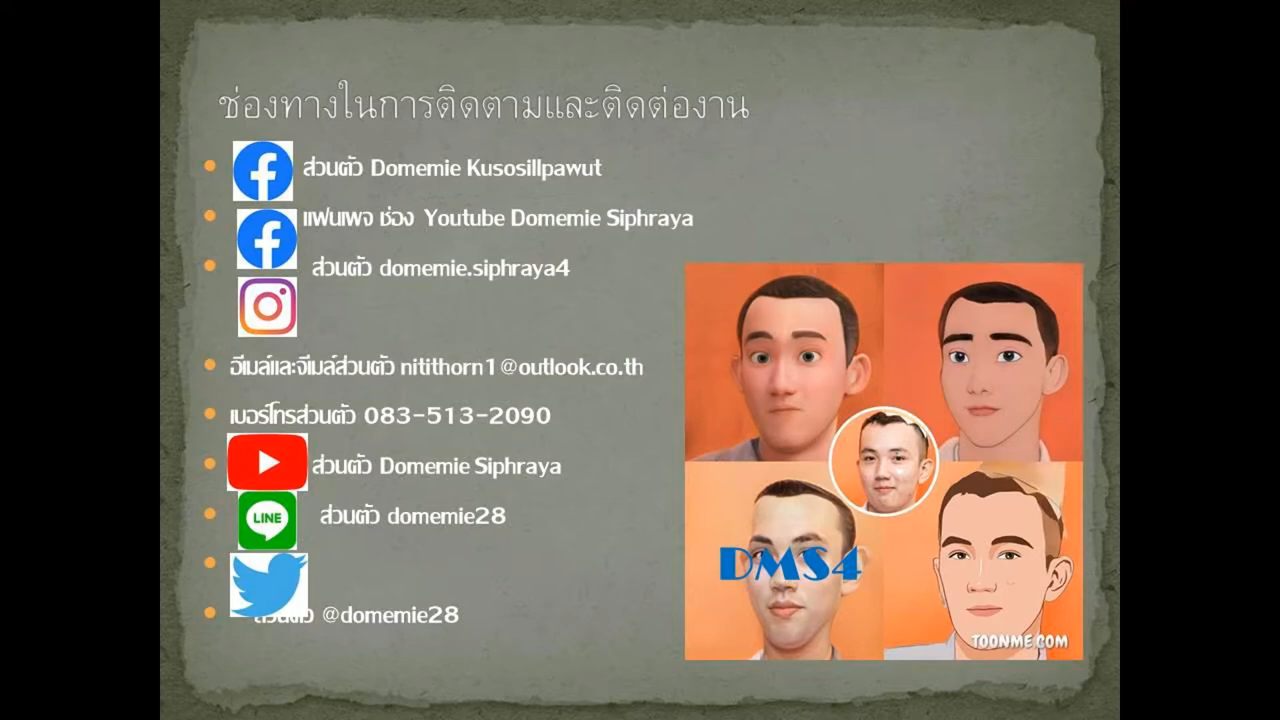 ช่องทางในการติดตามและติดต่องาน
ส่วนตัว Domemie Kusosillpawut
แฟนเพจ ช่อง Youtube Domemie Siphraya
ส่วนตัว domemie.siphraya4
อีเมล์และจีเมล์ส่วนตัว nitithorn1@outlook.co.th
เบอร์โทรส่วนตัว 083-513-2090
ส่วนตัว Domemie Siphraya
LINE
ส่วนตัว domemie28
ส่วนตัว @domemie28
DMS4
TOONME.COM